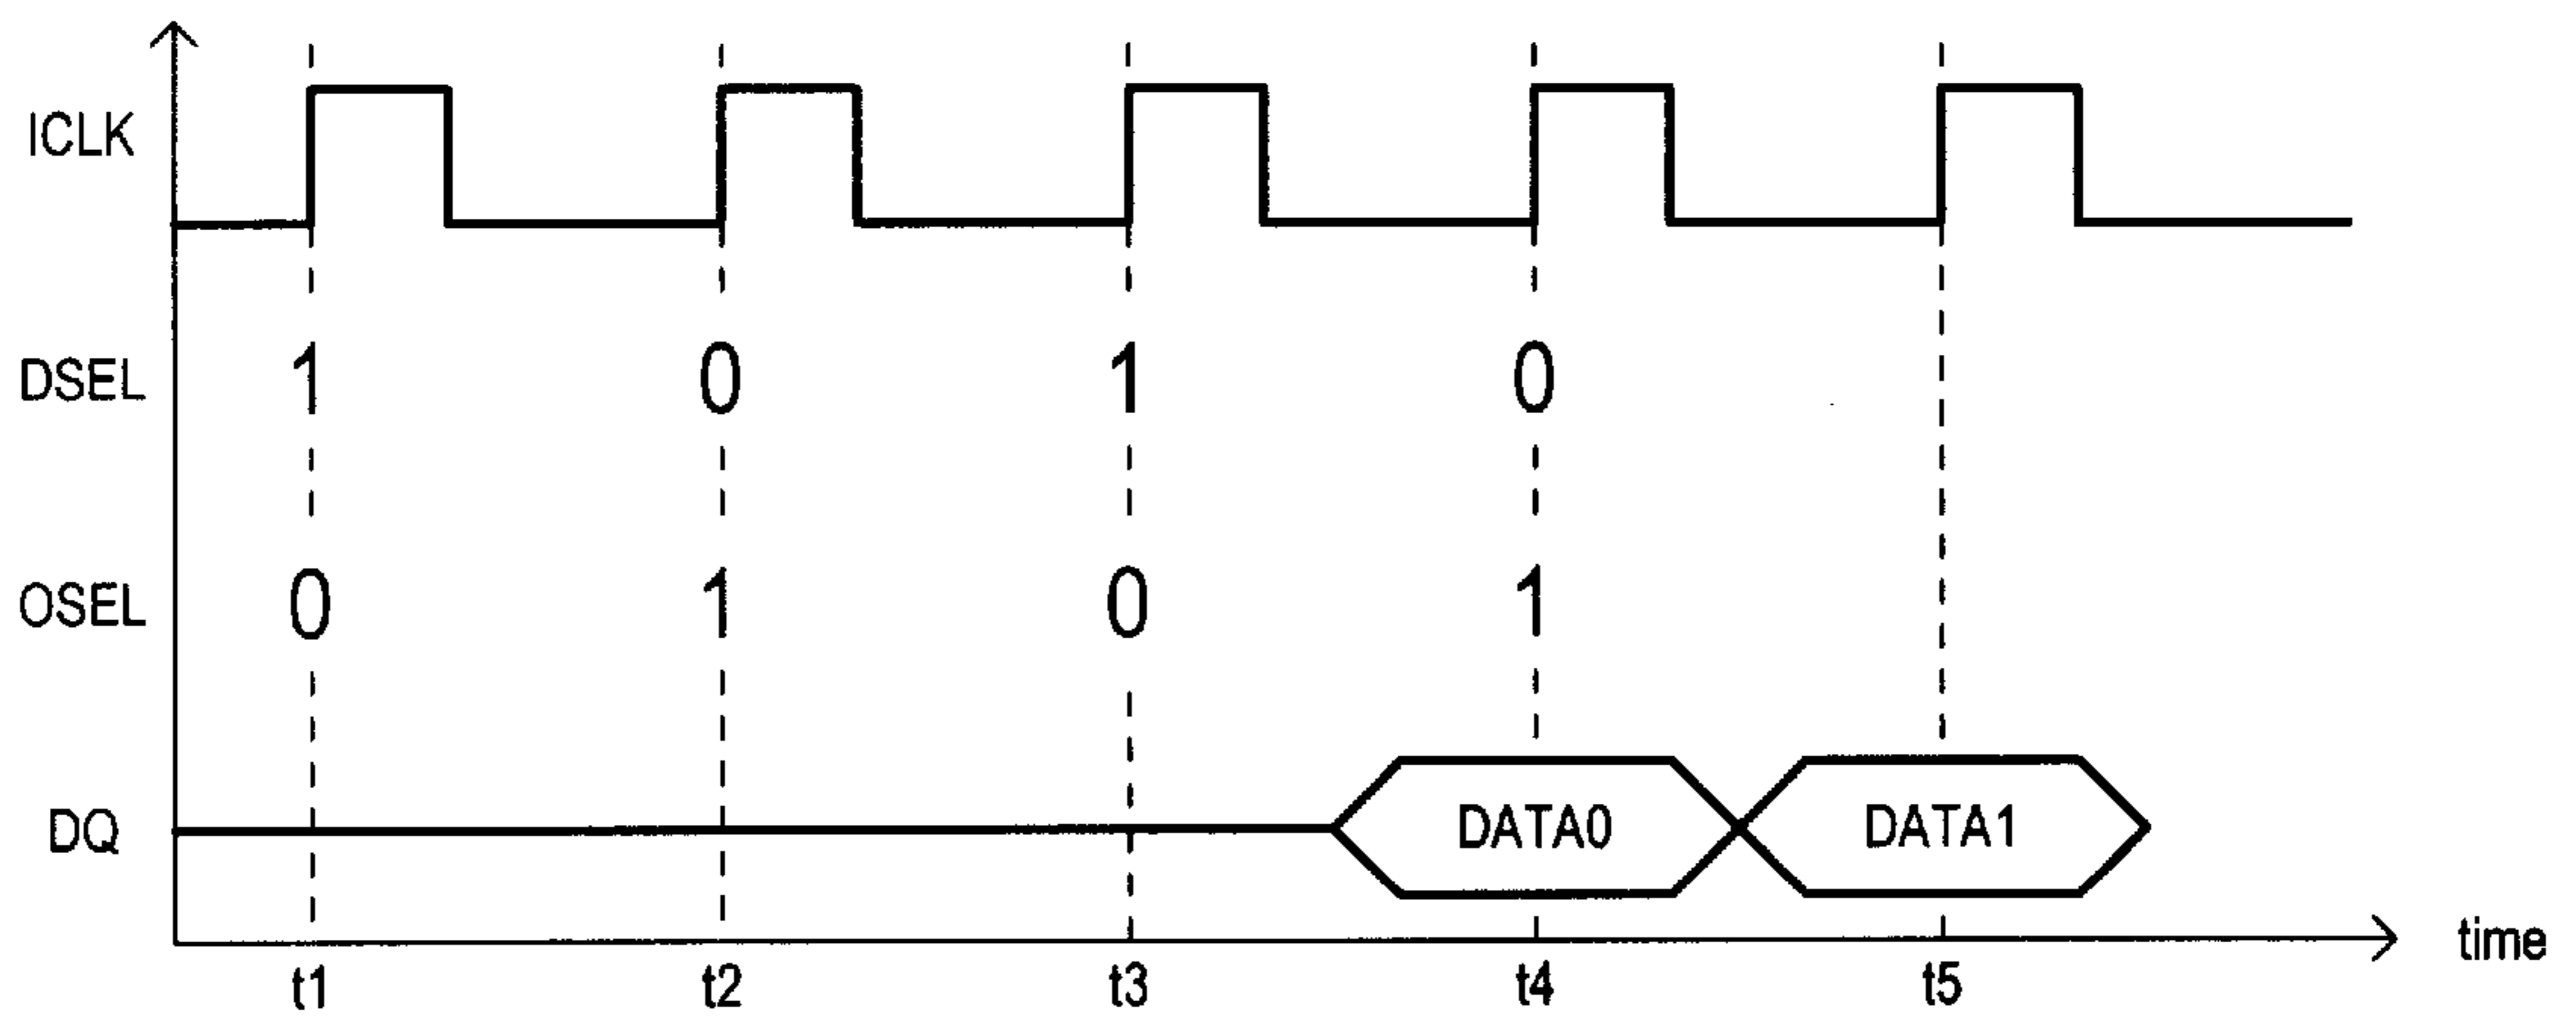 ICLK
DSEL 1 0 1 0
OSEL 0 1 0 1
DQ DATA0 DATA1
time
t1 t2 t3 t4 t5